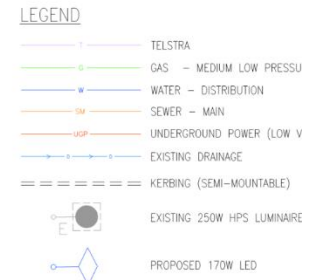 LEGEND
T TELSTRA
G GAS – MEDIUM LOW PRESSU
W WATER – DISTRIBUTION
SM SEWER – MAIN
UGP UNDERGROUND POWER (LOW V
EXISTING DRAINAGE
KERBING (SEMI-MOUNTABLE)
E EXISTING 250W HPS LUMINAIRE
PROPOSED 170W LED